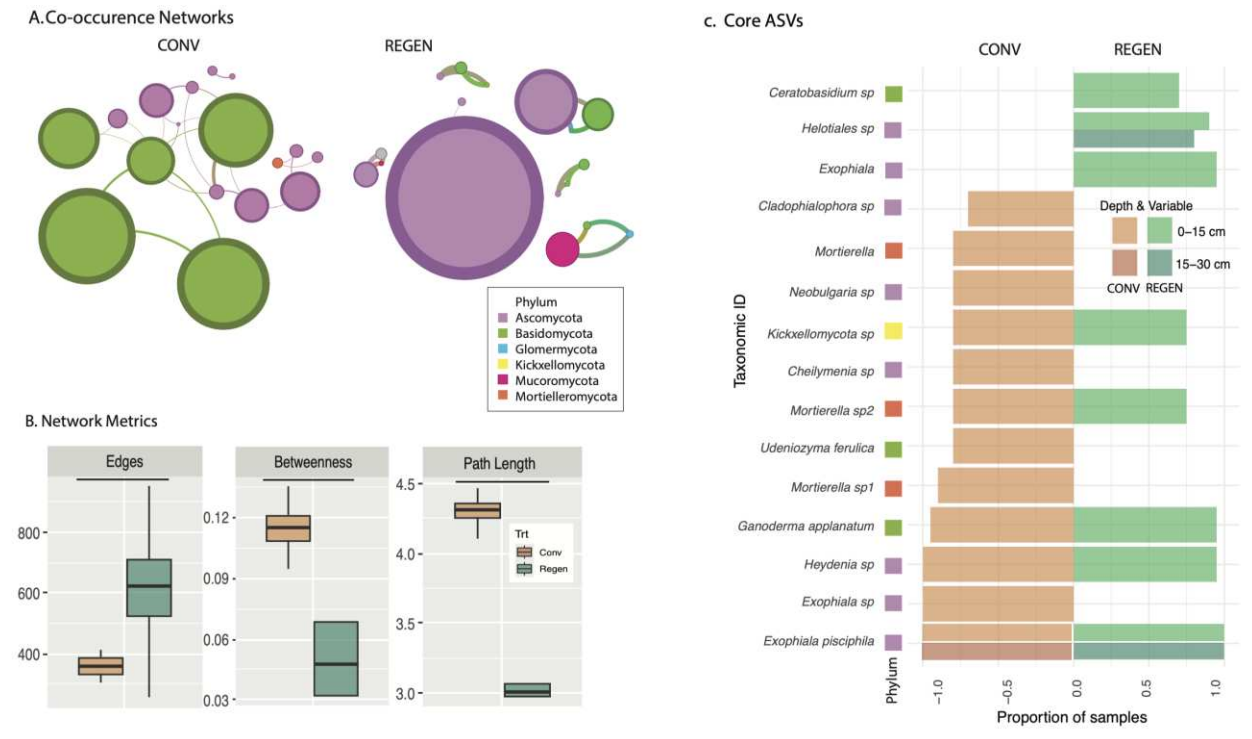 A.Co-occurence Networks
CONV
REGEN
Phylum
Ascomycota
Basidomycota
Glomermycota
Kickxellomycota
Mucoromycota
Mortielleromycota
B. Network Metrics
Edges
Betweenness
Path Length
800
600
400
0.12
0.09
0.06
0.03
4.5
4.0
3.5
3.0
Trt
Conv
Regen
c. Core ASVs
CONV
REGEN
Taxonomic ID
Ceratobasidium sp
Helotiales sp
Exophiala
Cladophialophora sp
Mortierella
Neobulgaria sp
Kickxellomycota sp
Cheilymenia sp
Mortierella sp2
Udeniozyma ferulica
Mortierella sp1
Ganoderma applanatum
Heydenia sp
Exophiala sp
Exophiala pisciphila
Depth & Variable
0–15 cm
15–30 cm
CONV REGEN
Phylum
-1.0
-0.5
0.0
0.5
1.0
Proportion of samples